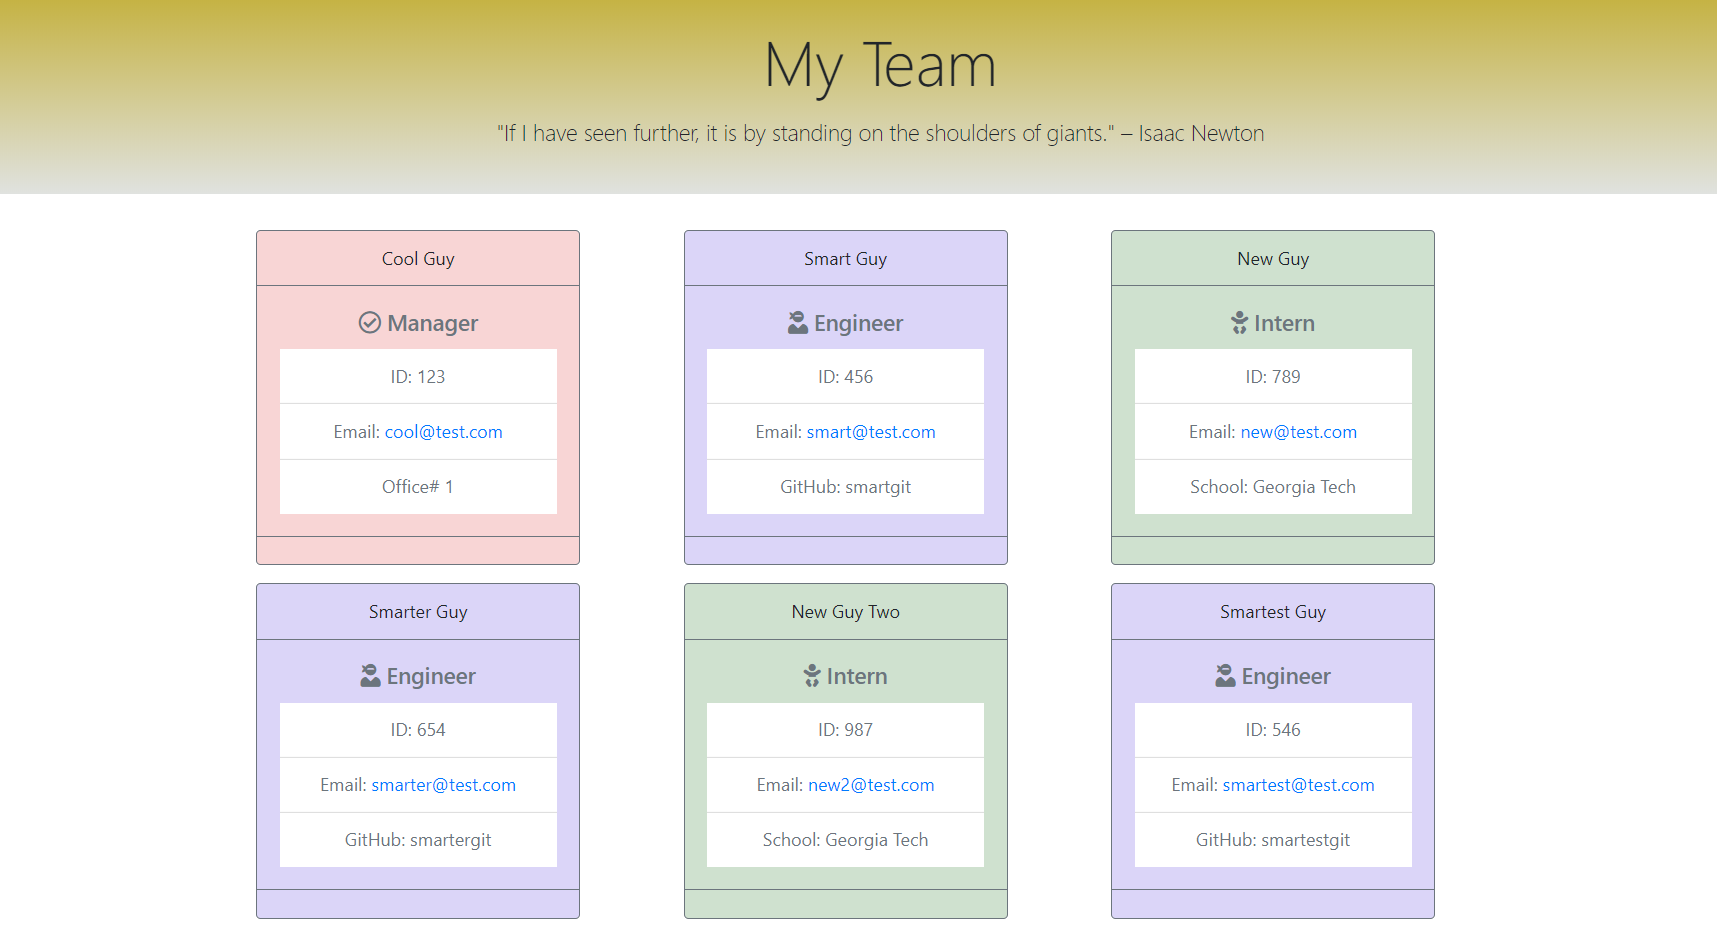 My Team
"If I have seen further, it is by standing on the shoulders of giants." – Isaac Newton
Cool Guy
Manager
ID: 123
Email: cool@test.com
Office# 1
Smart Guy
Engineer
ID: 456
Email: smart@test.com
GitHub: smartgit
New Guy
Intern
ID: 789
Email: new@test.com
School: Georgia Tech
Smarter Guy
Engineer
ID: 654
Email: smarter@test.com
GitHub: smartergit
New Guy Two
Intern
ID: 987
Email: new2@test.com
School: Georgia Tech
Smartest Guy
Engineer
ID: 546
Email: smartest@test.com
GitHub: smartestgit